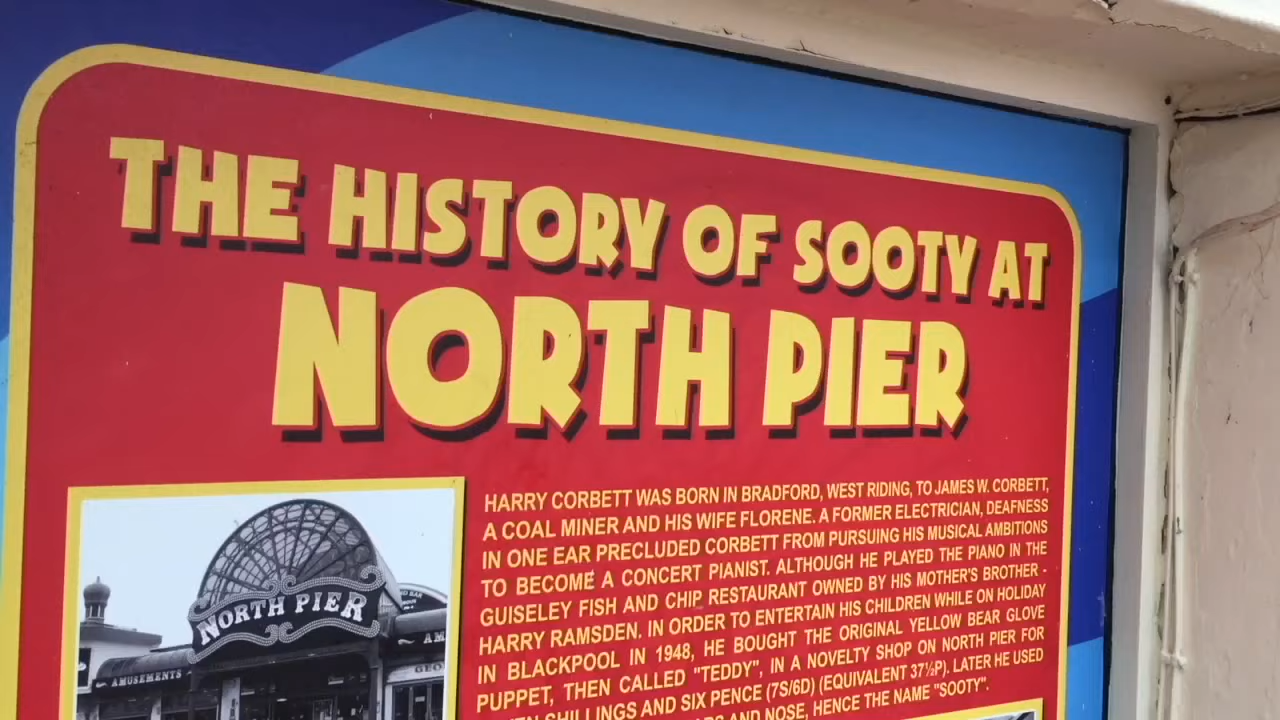 THE HISTORY OF SOOTY AT
NORTH PIER
HARRY CORBETT WAS BORN IN BRADFORD, WEST RIDING, TO JAMES W. CORBETT,
A COAL MINER AND HIS WIFE FLORENE. A FORMER ELECTRICIAN, DEAFNESS
IN ONE EAR PRECLUDED CORBETT FROM PURSUING HIS MUSICAL AMBITIONS
TO BECOME A CONCERT PIANIST. ALTHOUGH HE PLAYED THE PIANO IN THE
GUISELEY FISH AND CHIP RESTAURANT OWNED BY HIS MOTHER'S BROTHER -
HARRY RAMSDEN. IN ORDER TO ENTERTAIN HIS CHILDREN WHILE ON HOLIDAY
IN BLACKPOOL IN 1948, HE BOUGHT THE ORIGINAL YELLOW BEAR GLOVE
PUPPET, THEN CALLED "TEDDY", IN A NOVELTY SHOP ON NORTH PIER FOR
SHILLINGS AND SIX PENCE (7S/6D) (EQUIVALENT 37½P). LATER HE USED
AND NOSE, HENCE THE NAME "SOOTY".
NORTH PIER
AMUSEMENTS